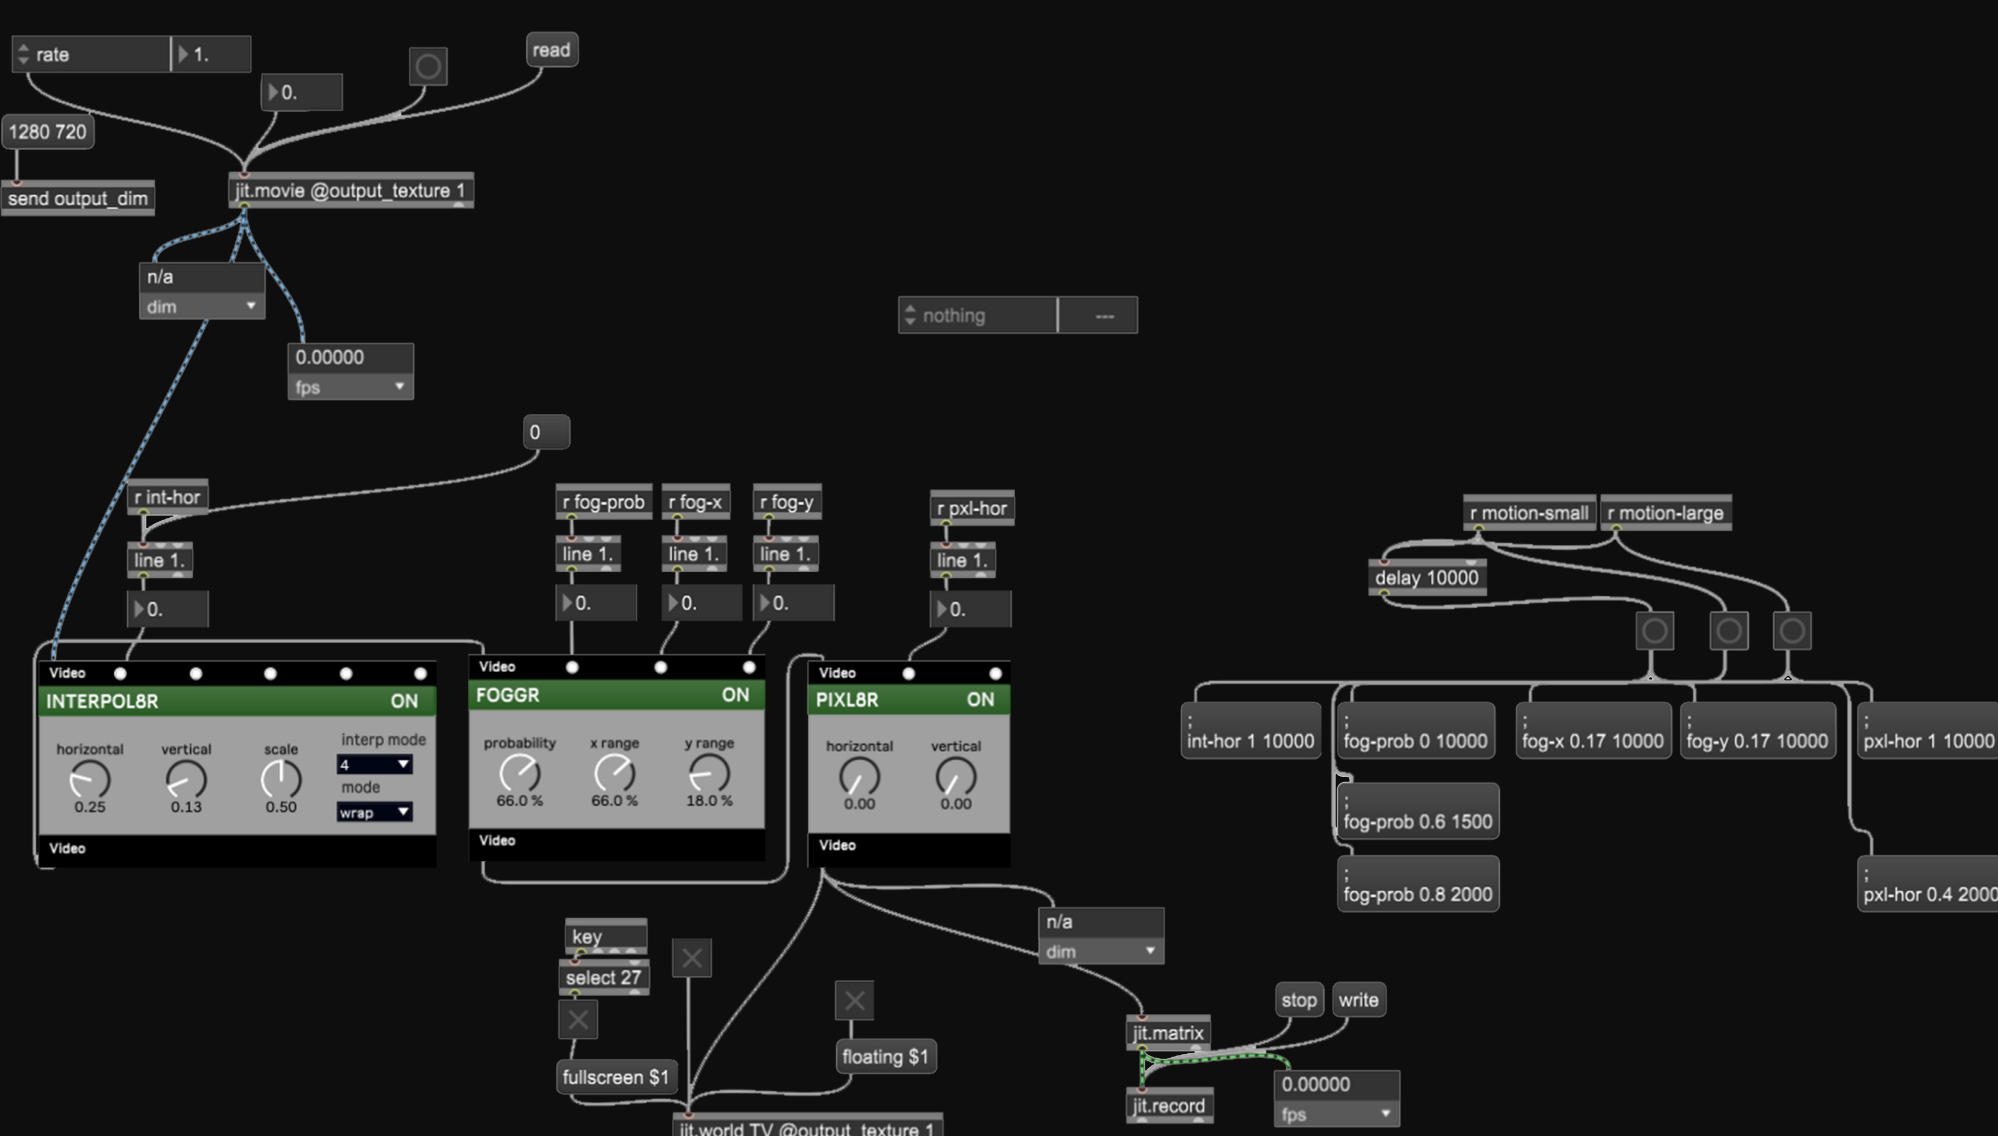 rate
1.
read
0.
1280 720
jit.movie @output_texture 1
send output_dim
n/a
dim
nothing
---
0.00000
fps
0
r int-hor
r fog-prob
r fog-x
r fog-y
r pxl-hor
r motion-small
r motion-large
line 1.
line 1.
line 1.
line 1.
line 1.
delay 10000
0.
0.
0.
0.
0.
Video
INTERPOL8R
ON
horizontal
vertical
scale
interp mode
4
mode
wrap
0.25
0.13
0.50
Video
Video
FOGGR
ON
probability
x range
y range
66.0 %
66.0 %
18.0 %
Video
Video
PIXL8R
ON
horizontal
vertical
0.00
0.00
Video
;
int-hor 1 10000
;
fog-prob 0 10000
;
fog-x 0.17 10000
;
fog-y 0.17 10000
;
pxl-hor 1 10000
;
fog-prob 0.6 1500
;
fog-prob 0.8 2000
;
pxl-hor 0.4 2000
key
select 27
n/a
dim
stop
write
jit.matrix
floating $1
fullscreen $1
0.00000
fps
jit.record
jit.world TV @output_texture 1